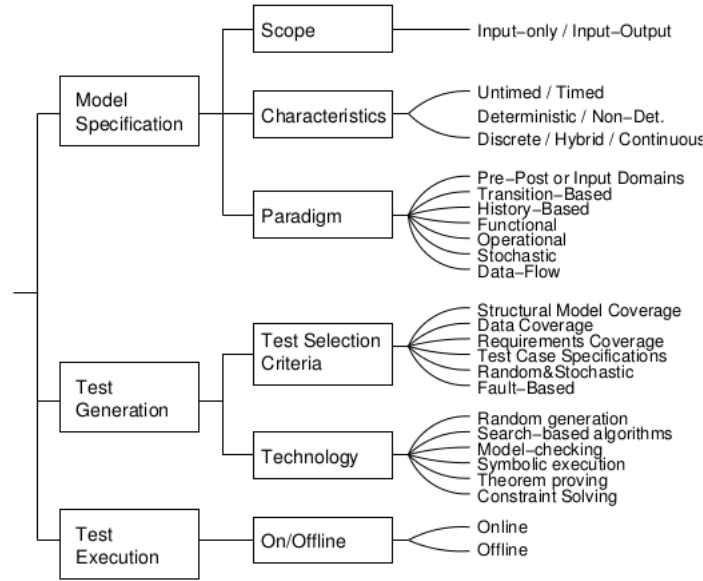 Scope
Input-only / Input-Output
Model
Specification
Characteristics
Untimed / Timed
Deterministic / Non-Det.
Discrete / Hybrid / Continuous
Paradigm
Pre-Post or Input Domains
Transition-Based
History-Based
Functional
Operational
Stochastic
Data-Flow
Test
Generation
Test Selection
Criteria
Structural Model Coverage
Data Coverage
Requirements Coverage
Test Case Specifications
Random&Stochastic
Fault-Based
Technology
Random generation
Search-based algorithms
Model-checking
Symbolic execution
Theorem proving
Constraint Solving
Test
Execution
On/Offline
Online
Offline